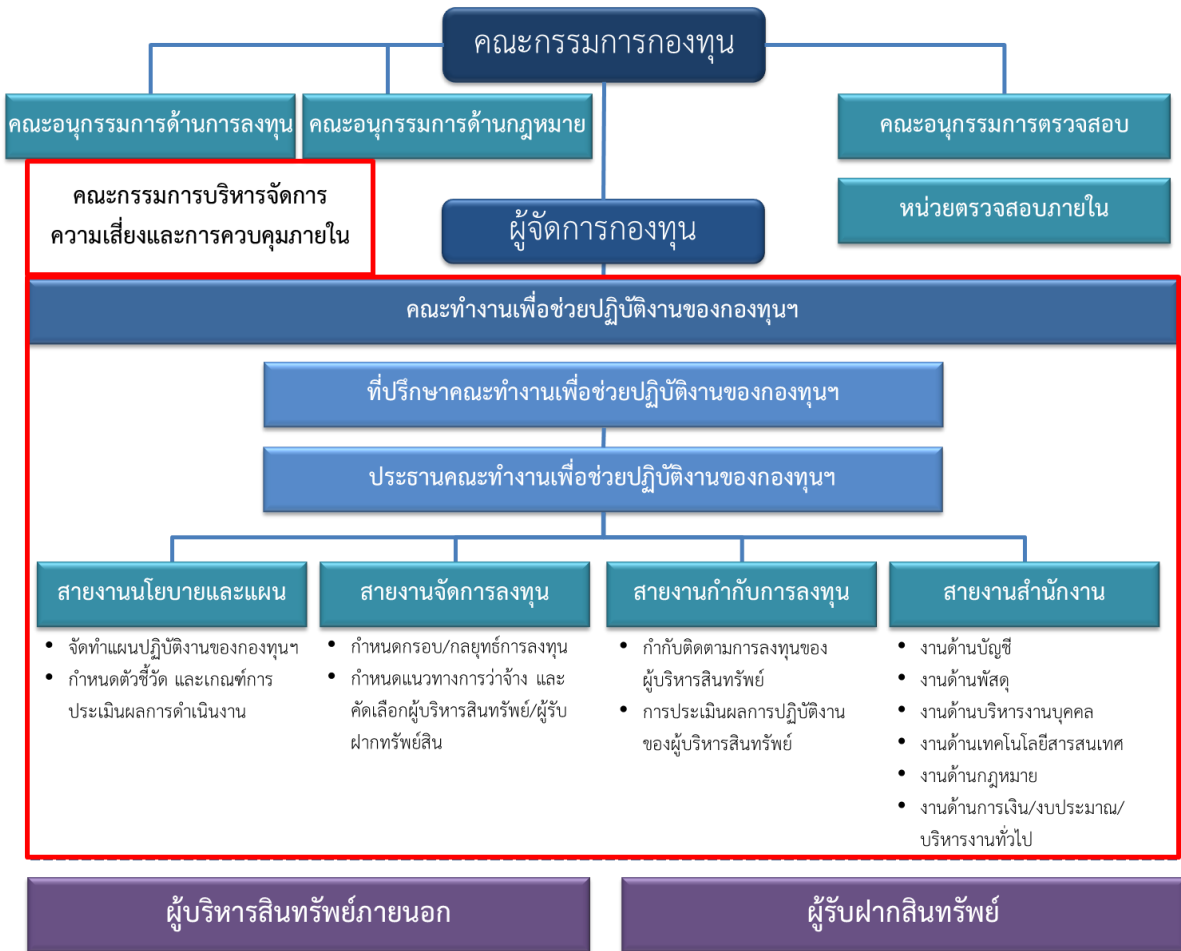 คณะกรรมการกองทุน
คณะอนุกรรมการด้านการลงทุน
คณะอนุกรรมการด้านกฎหมาย
คณะอนุกรรมการตรวจสอบ
คณะกรรมการบริหารจัดการ
ความเสี่ยงและการควบคุมภายใน
ผู้จัดการกองทุน
หน่วยตรวจสอบภายใน
คณะทำงานเพื่อช่วยปฏิบัติงานของกองทุนฯ
ที่ปรึกษาคณะทำงานเพื่อช่วยปฏิบัติงานของกองทุนฯ
ประธานคณะทำงานเพื่อช่วยปฏิบัติงานของกองทุนฯ
สายงานนโยบายและแผน
• จัดทำแผนปฏิบัติงานของกองทุนฯ
• กำหนดตัวชี้วัด และเกณฑ์การ
ประเมินผลการดำเนินงาน
สายงานจัดการลงทุน
• กำหนดกรอบ/กลยุทธ์การลงทุน
• กำหนดแนวทางการว่าจ้าง และ
คัดเลือกผู้บริหารสินทรัพย์/ผู้รับ
ฝากทรัพย์สิน
สายงานกำกับการลงทุน
• กำกับติดตามการลงทุนของ
ผู้บริหารสินทรัพย์
• การประเมินผลการปฏิบัติงาน
ของผู้บริหารสินทรัพย์
สายงานสำนักงาน
• งานด้านบัญชี
• งานด้านพัสดุ
• งานด้านบริหารงานบุคคล
• งานด้านเทคโนโลยีสารสนเทศ
• งานด้านกฎหมาย
• งานด้านการเงิน/งบประมาณ/
บริหารงานทั่วไป
ผู้บริหารสินทรัพย์ภายนอก
ผู้รับฝากสินทรัพย์